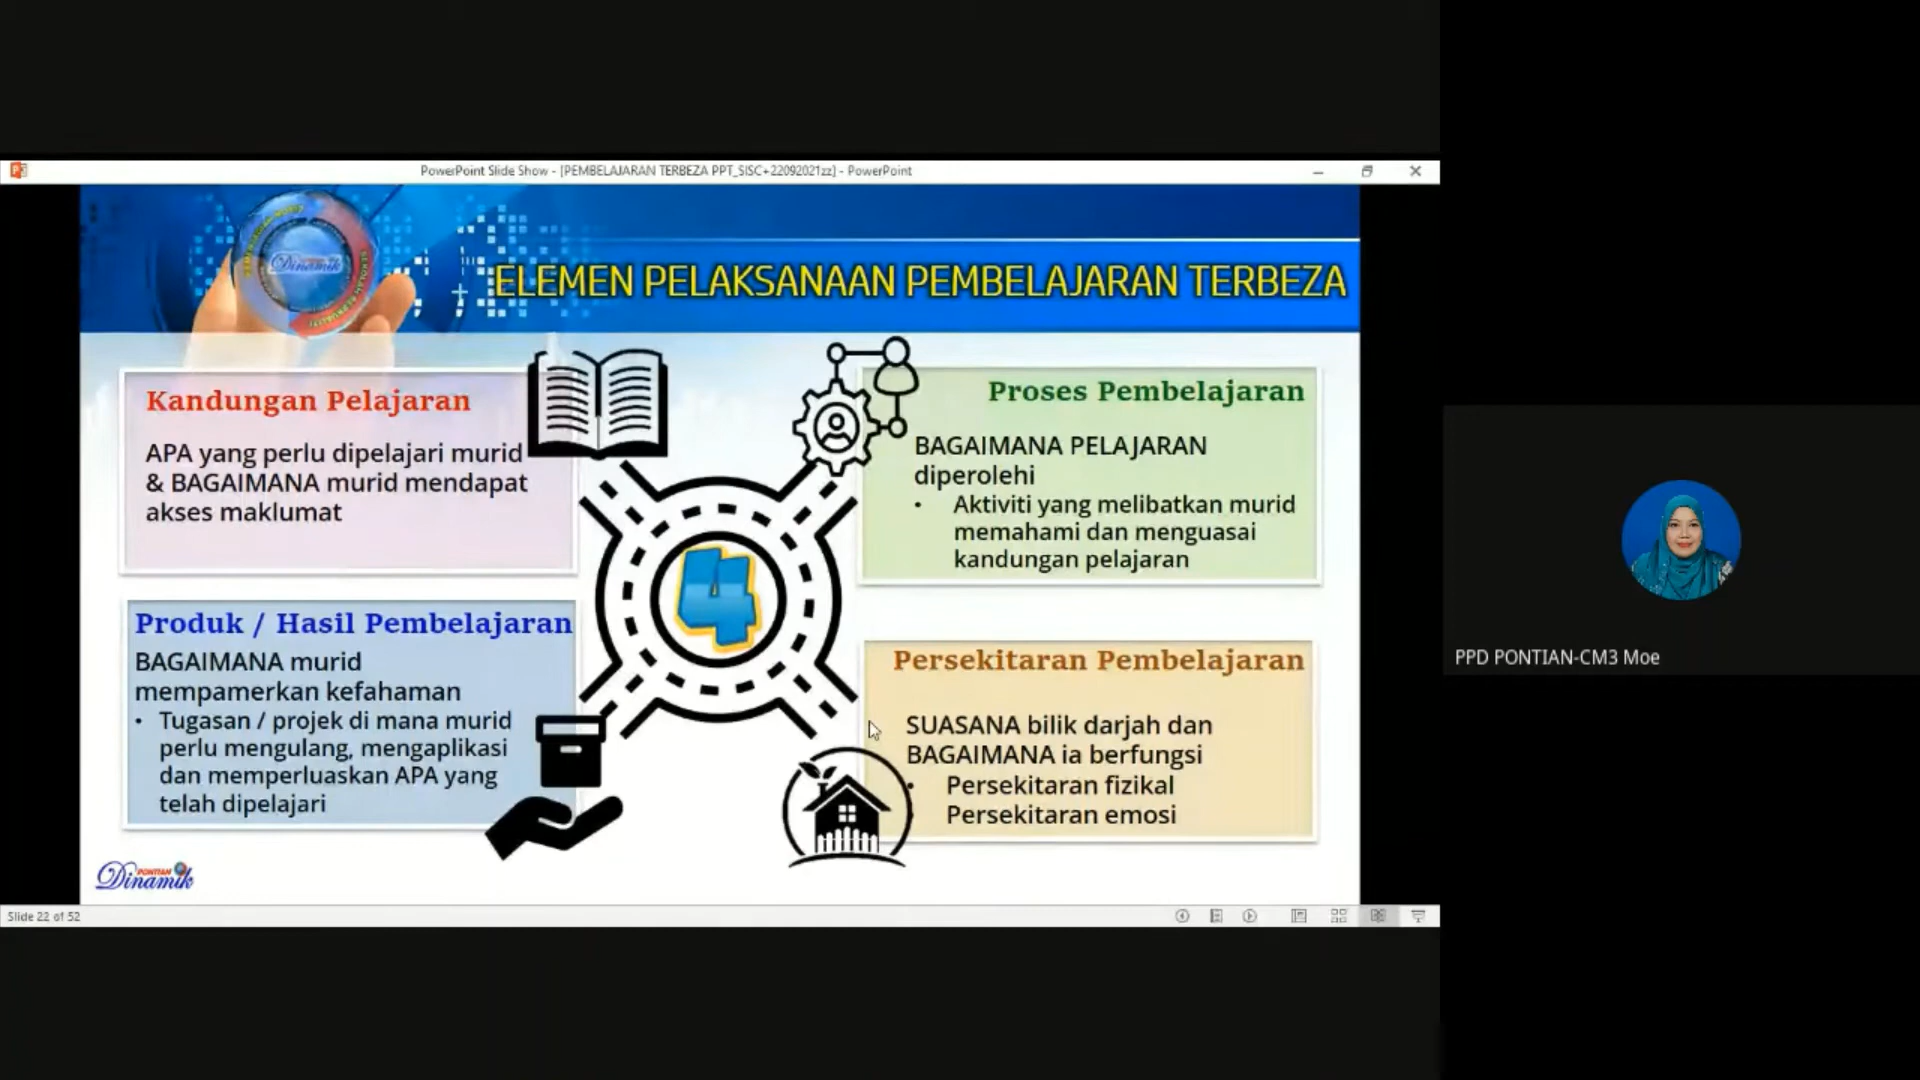 PowerPoint Slide Show - [PEMBELAJARAN TERBEZA PPT_SISC+22092021zz] - PowerPoint
Dinamik
ELEMEN PELAKSANAAN PEMBELAJARAN TERBEZA
Kandungan Pelajaran
APA yang perlu dipelajari murid
& BAGAIMANA murid mendapat
akses maklumat
Proses Pembelajaran
BAGAIMANA PELAJARAN
diperolehi
• Aktiviti yang melibatkan murid
memahami dan menguasai
kandungan pelajaran
4
Produk / Hasil Pembelajaran
BAGAIMANA murid
mempamerkan kefahaman
• Tugasan / projek di mana murid
perlu mengulang, mengaplikasi
dan memperluaskan APA yang
telah dipelajari
Persekitaran Pembelajaran
SUASANA bilik darjah dan
BAGAIMANA ia berfungsi
• Persekitaran fizikal
Persekitaran emosi
PONTIAN
Dinamik
Slide 22 of 52
PPD PONTIAN-CM3 Moe